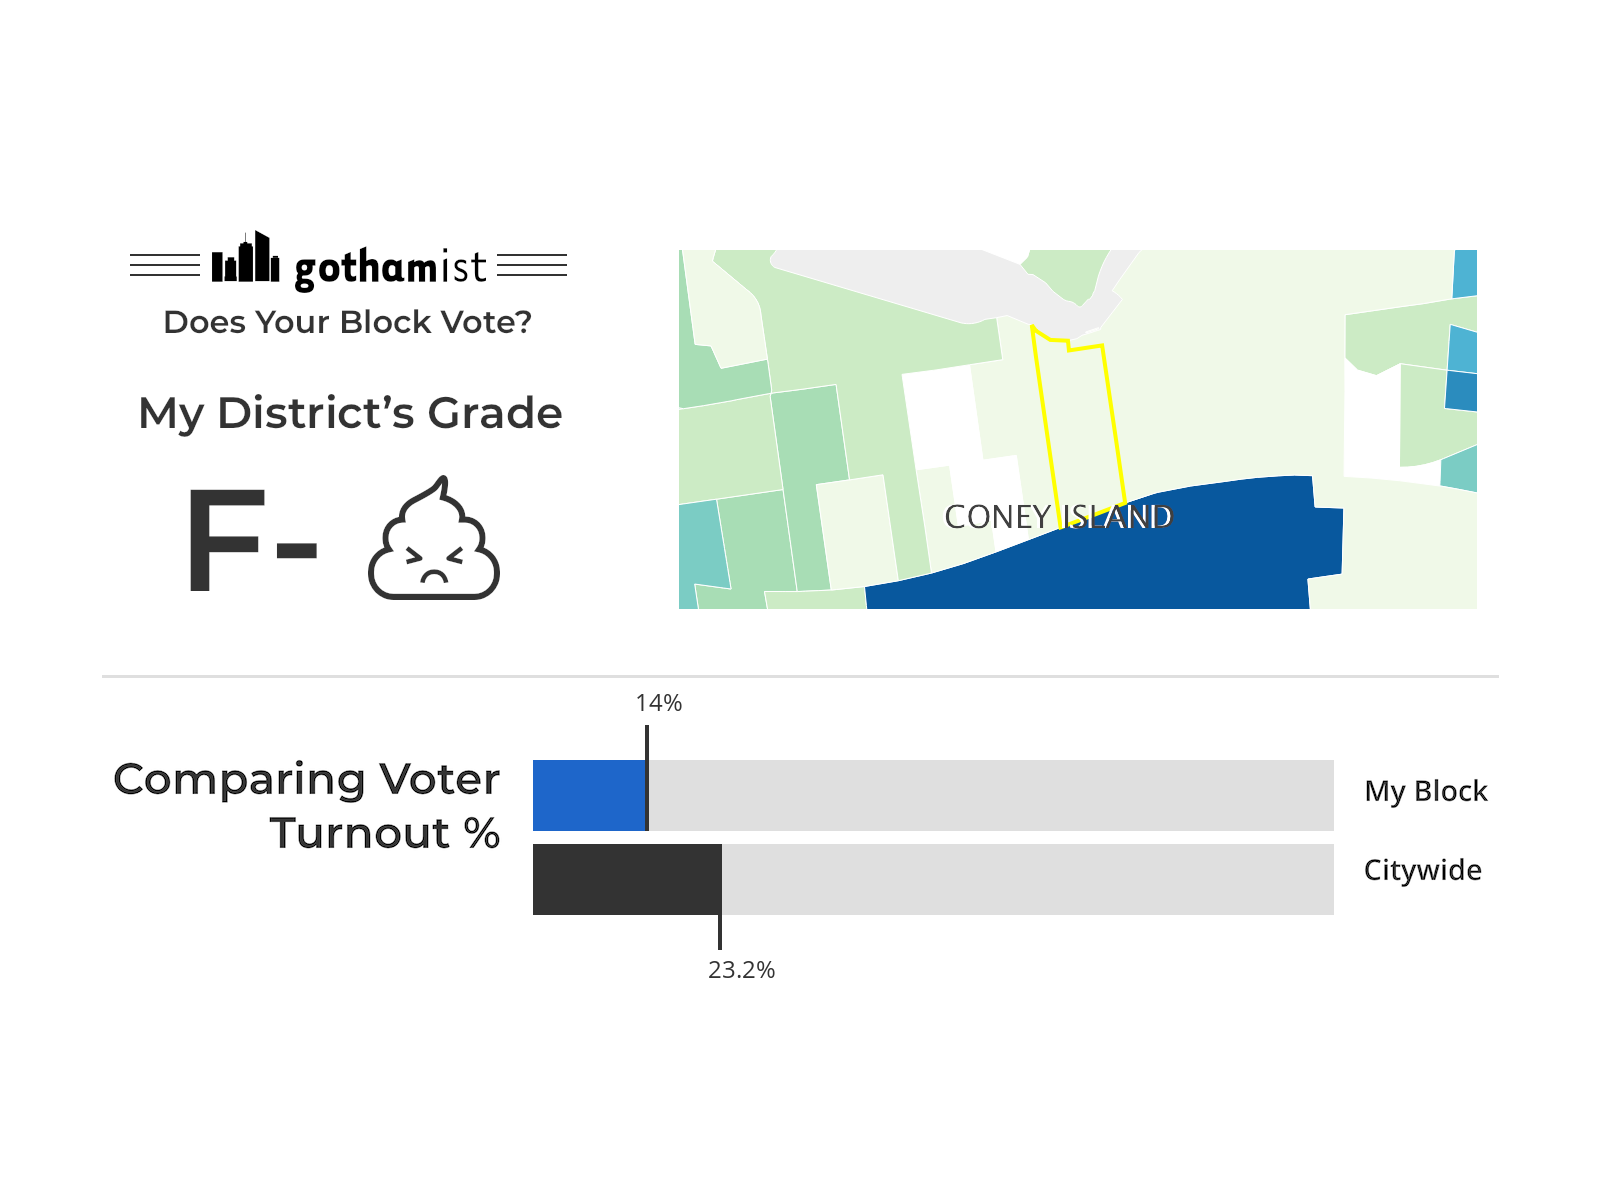 gothamist
Does Your Block Vote?
My District's Grade
F-
CONEY ISLAND
14%
Comparing Voter
Turnout %
My Block
Citywide
23.2%